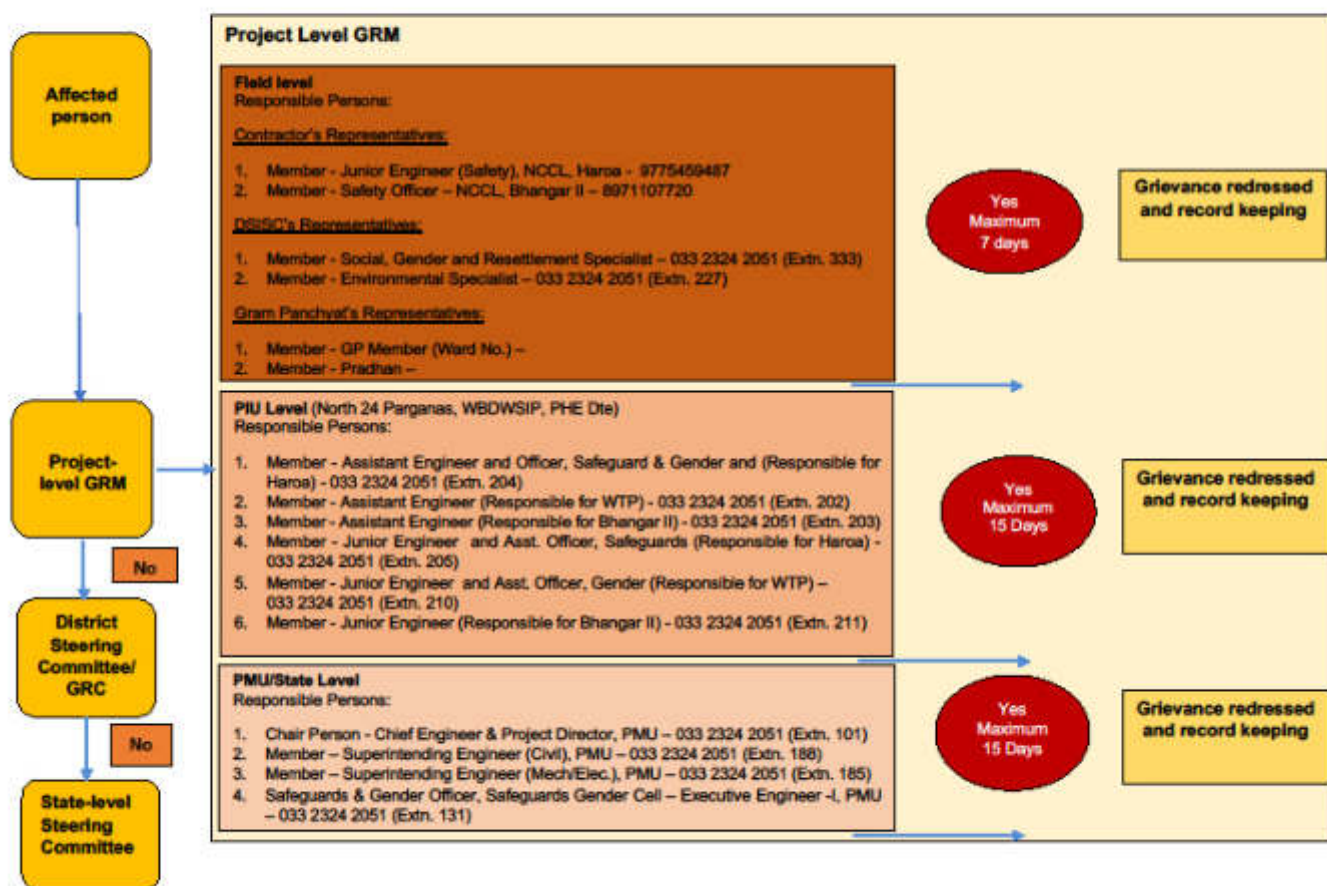 Affected
person
Project-
level GRM
No
District
Steering
Committee/
GRC
No
State-level
Steering
Committee
Project Level GRM
Field level
Responsible Persons:
Contractor's Representatives:
1. Member - Junior Engineer (Safety), NCCL, Haroa - 9775459487
2. Member - Safety Officer – NCCL, Bhangar II – 8971107720
DSISC's Representatives:
1. Member - Social, Gender and Resettlement Specialist – 033 2324 2051 (Extn. 333)
2. Member - Environmental Specialist – 033 2324 2051 (Extn. 227)
Gram Panchyat's Representatives:
1. Member - GP Member (Ward No.) –
2. Member - Pradhan –
Yes
Maximum
7 days
Grievance redressed
and record keeping
PIU Level (North 24 Parganas, WBDWSIP, PHE Dte)
Responsible Persons:
1. Member - Assistant Engineer and Officer, Safeguard & Gender and (Responsible for
Haroa) - 033 2324 2051 (Extn. 204)
2. Member - Assistant Engineer (Responsible for WTP) - 033 2324 2051 (Extn. 202)
3. Member - Assistant Engineer (Responsible for Bhangar II) - 033 2324 2051 (Extn. 203)
4. Member - Junior Engineer and Asst. Officer, Safeguards (Responsible for Haroa) -
033 2324 2051 (Extn. 205)
5. Member - Junior Engineer and Asst. Officer, Gender (Responsible for WTP) –
033 2324 2051 (Extn. 210)
6. Member - Junior Engineer (Responsible for Bhangar II) - 033 2324 2051 (Extn. 211)
Yes
Maximum
15 Days
Grievance redressed
and record keeping
PMU/State Level
Responsible Persons:
1. Chair Person - Chief Engineer & Project Director, PMU – 033 2324 2051 (Extn. 101)
2. Member – Superintending Engineer (Civil), PMU – 033 2324 2051 (Extn. 188)
3. Member – Superintending Engineer (Mech/Elec.), PMU – 033 2324 2051 (Extn. 185)
4. Safeguards & Gender Officer, Safeguards Gender Cell – Executive Engineer -I, PMU
– 033 2324 2051 (Extn. 131)
Yes
Maximum
15 Days
Grievance redressed
and record keeping